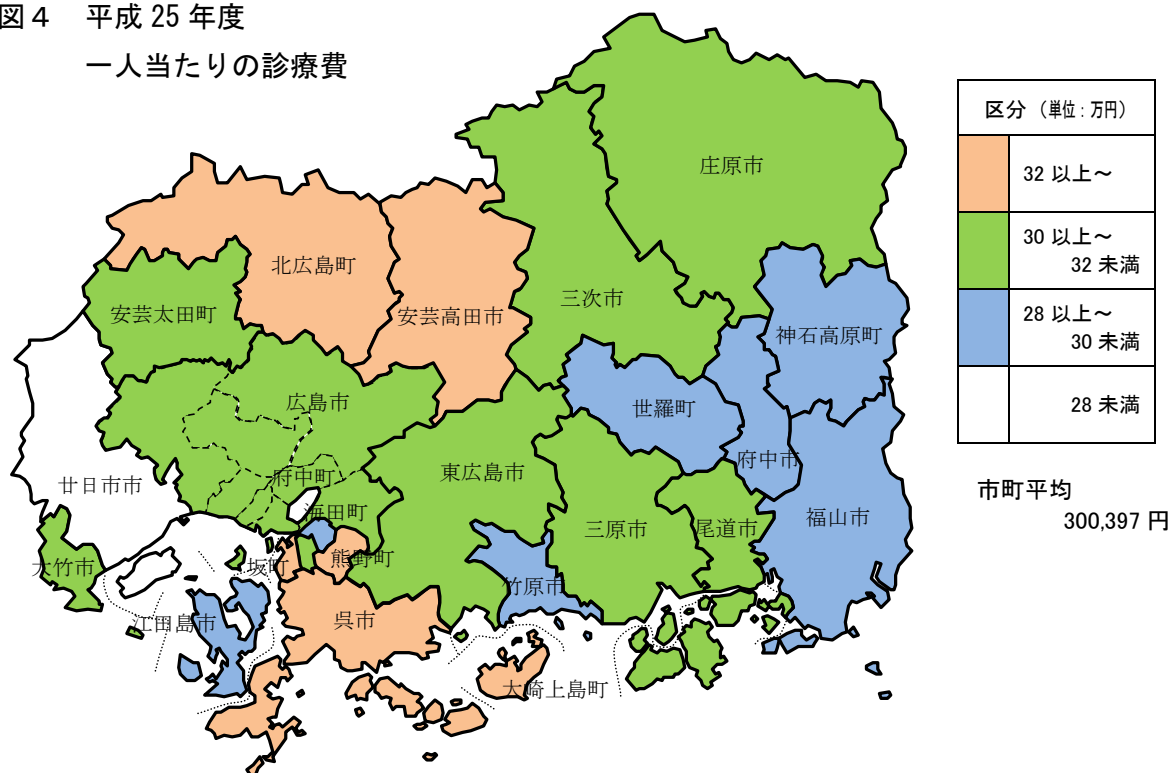 図４ 平成 25 年度
一人当たりの診療費
区分（単位：万円）
32 以上～
30 以上～
32 未満
28 以上～
30 未満
28 未満
市町平均
300,397 円
庄原市
北広島町
三次市
安芸太田町
安芸高田市
神石高原町
広島市
世羅町
府中市
東広島市
府中町
廿日市市
海田町
三原市
尾道市
福山市
大竹市
坂町
熊野町
竹原市
江田島市
呉市
大崎上島町